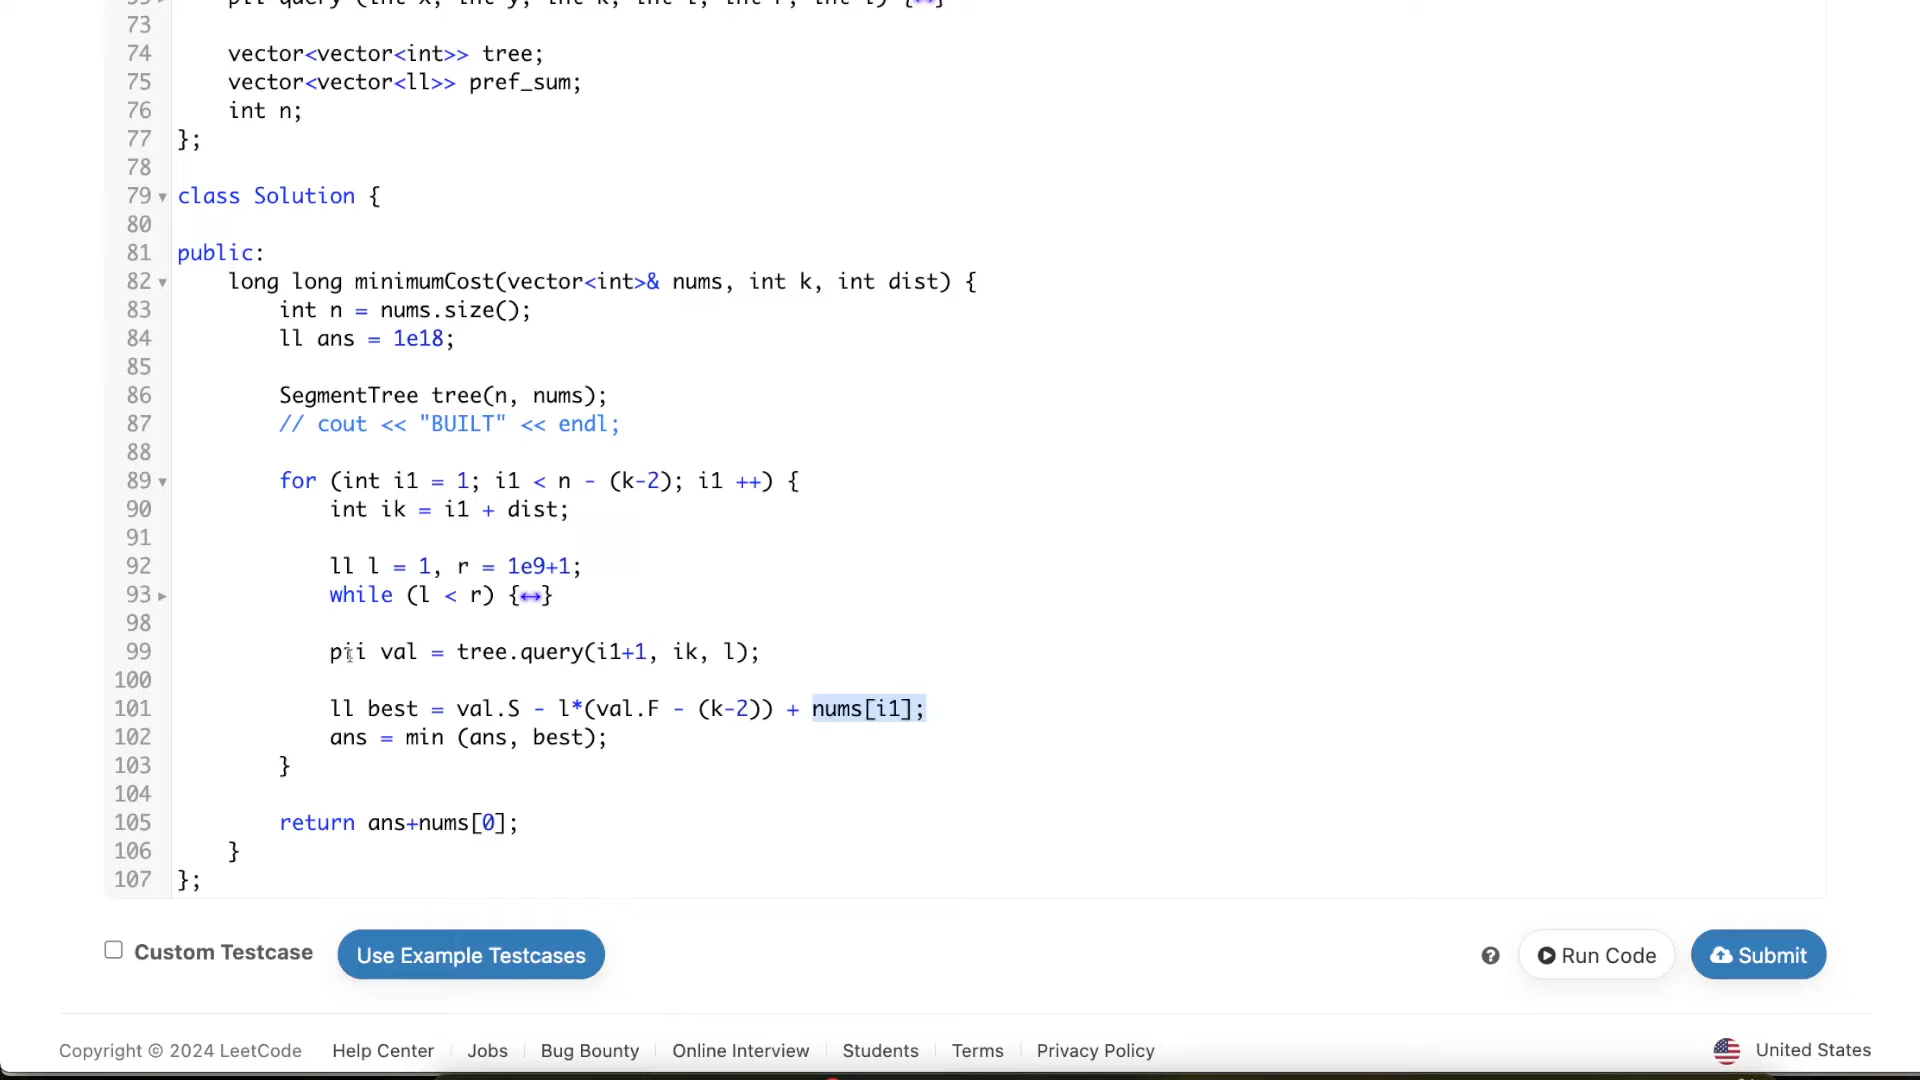 73
74 vector<vector<int>> tree;
75 vector<vector<ll>> pref_sum;
76 int n;
77 };
78
79 class Solution {
80
81 public:
82 long long minimumCost(vector<int>& nums, int k, int dist) {
83 int n = nums.size();
84 ll ans = 1e18;
85
86 SegmentTree tree(n, nums);
87 // cout << "BUILT" << endl;
88
89 for (int i1 = 1; i1 < n - (k-2); i1 ++) {
90 int ik = i1 + dist;
91
92 ll l = 1, r = 1e9+1;
93 while (l < r) {↔}
98
99 pii val = tree.query(i1+1, ik, l);
100
101 ll best = val.S - l*(val.F - (k-2)) + nums[i1];
102 ans = min (ans, best);
103 }
104
105 return ans+nums[0];
106 }
107 };
Custom Testcase
Use Example Testcases
Run Code
Submit
Copyright © 2024 LeetCode
Help Center
Jobs
Bug Bounty
Online Interview
Students
Terms
Privacy Policy
United States